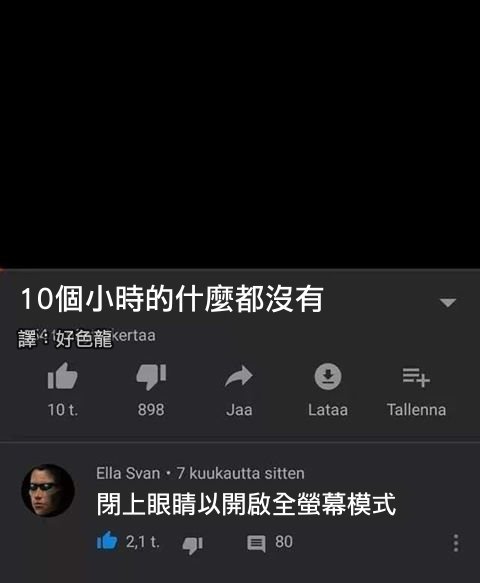 10個小時的什麼都沒有
譯：好色龍
kertaa
10 t. 898 Jaa Lataa Tallenna
Ella Svan • 7 kuukautta sitten
閉上眼睛以開啟全螢幕模式
2,1 t. 80